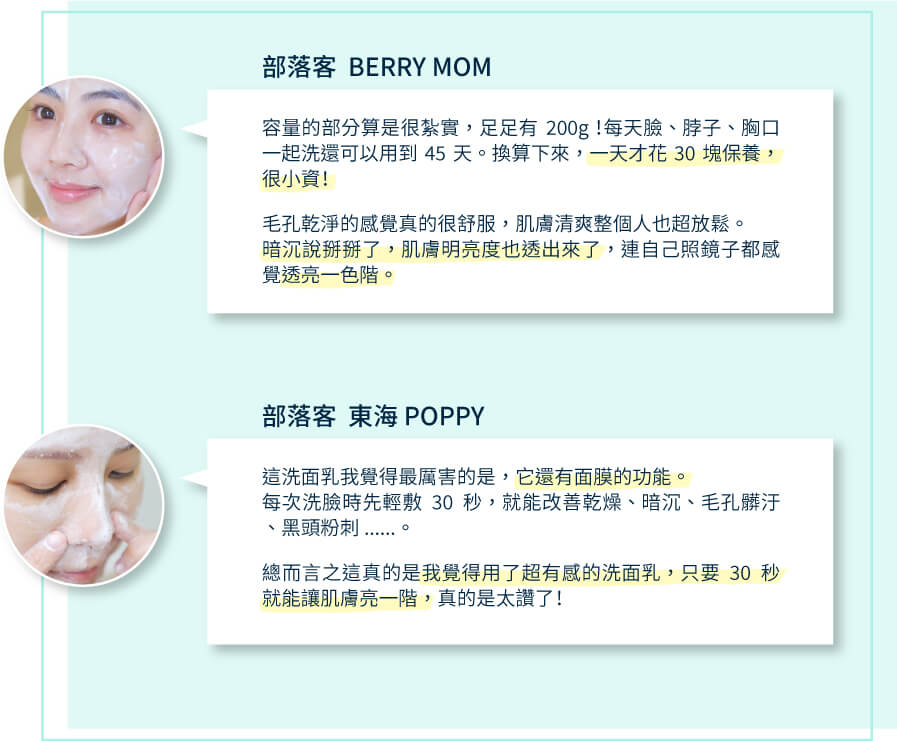 部落客 BERRY MOM
容量的部分算是很紮實，足足有 200g！每天臉、脖子、胸口
一起洗還可以用到 45 天。換算下來，一天才花 30 塊保養，
很小資！
毛孔乾淨的感覺真的很舒服，肌膚清爽整個人也超放鬆。
暗沉說掰掰了，肌膚明亮度也透出來了，連自己照鏡子都感
覺透亮一色階。
部落客 東海 POPPY
這洗面乳我覺得最厲害的是，它還有面膜的功能。
每次洗臉時先輕敷 30 秒，就能改善乾燥、暗沉、毛孔髒汙
、黑頭粉刺 ......。
總而言之這真的是我覺得用了超有感的洗面乳，只要 30 秒
就能讓肌膚亮一階，真的是太讚了！